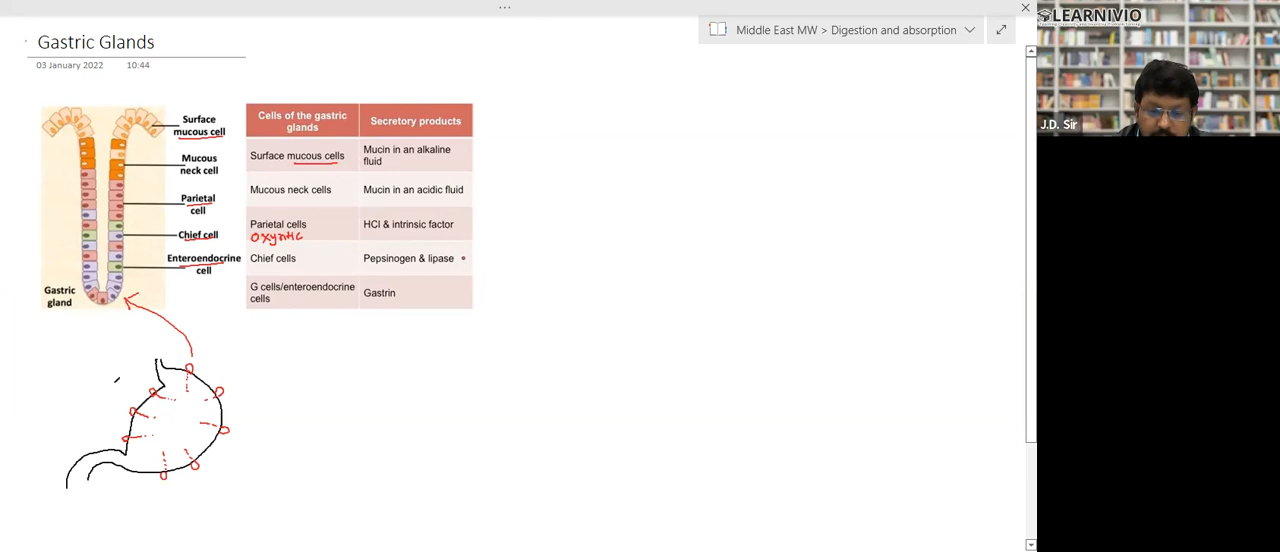 LEARNIVIO
Middle East MW > Digestion and absorption
Gastric Glands
03 January 2022 10:44
Surface
mucous cell
Mucous
neck cell
Parietal
cell
Chief cell
Enteroendocrine
cell
Gastric
gland
Cells of the gastric
glands
Secretory products
Surface mucous cells
Mucin in an alkaline
fluid
Mucous neck cells
Mucin in an acidic fluid
Parietal cells
Oxyntic
HCl & intrinsic factor
Chief cells
Pepsinogen & lipase
G cells/enteroendocrine
cells
Gastrin
J.D. Sir